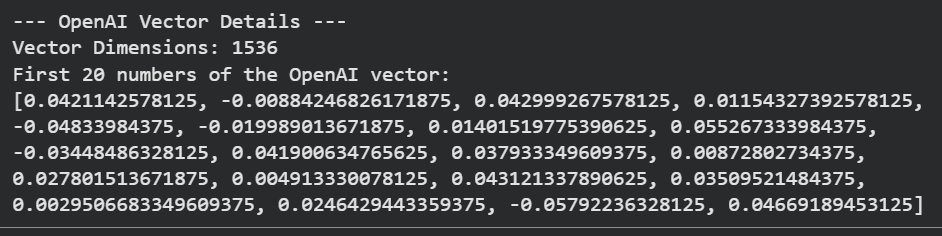 --- OpenAI Vector Details ---
Vector Dimensions: 1536
First 20 numbers of the OpenAI vector:
[0.0421142578125, -0.00884246826171875, 0.042999267578125, 0.01154327392578125,
-0.04833984375, -0.019989013671875, 0.01401519775390625, 0.055267333984375,
-0.03448486328125, 0.041900634765625, 0.037933349609375, 0.00872802734375,
0.027801513671875, 0.004913330078125, 0.043121337890625, 0.03509521484375,
0.0029506683349609375, 0.0246429443359375, -0.05792236328125, 0.04669189453125]